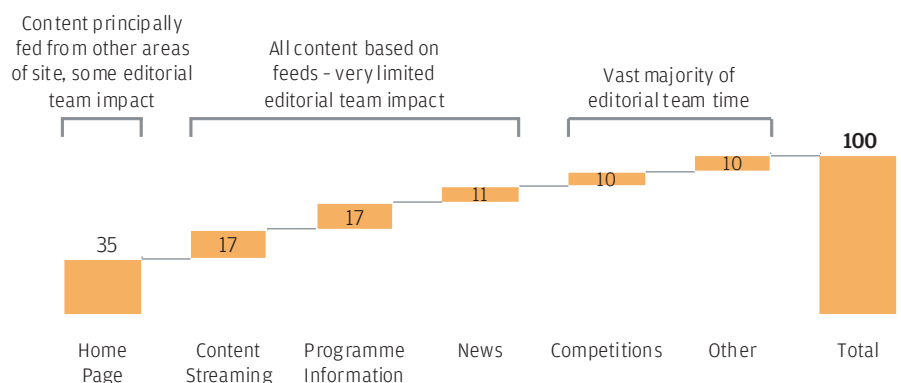 Content principally
fed from other areas
of site, some editorial
team impact
All content based on
feeds – very limited
editorial team impact
Vast majority of
editorial team time
35
17
17
11
10
10
100
Home
Page
Content
Streaming
Programme
Information
News
Competitions
Other
Total